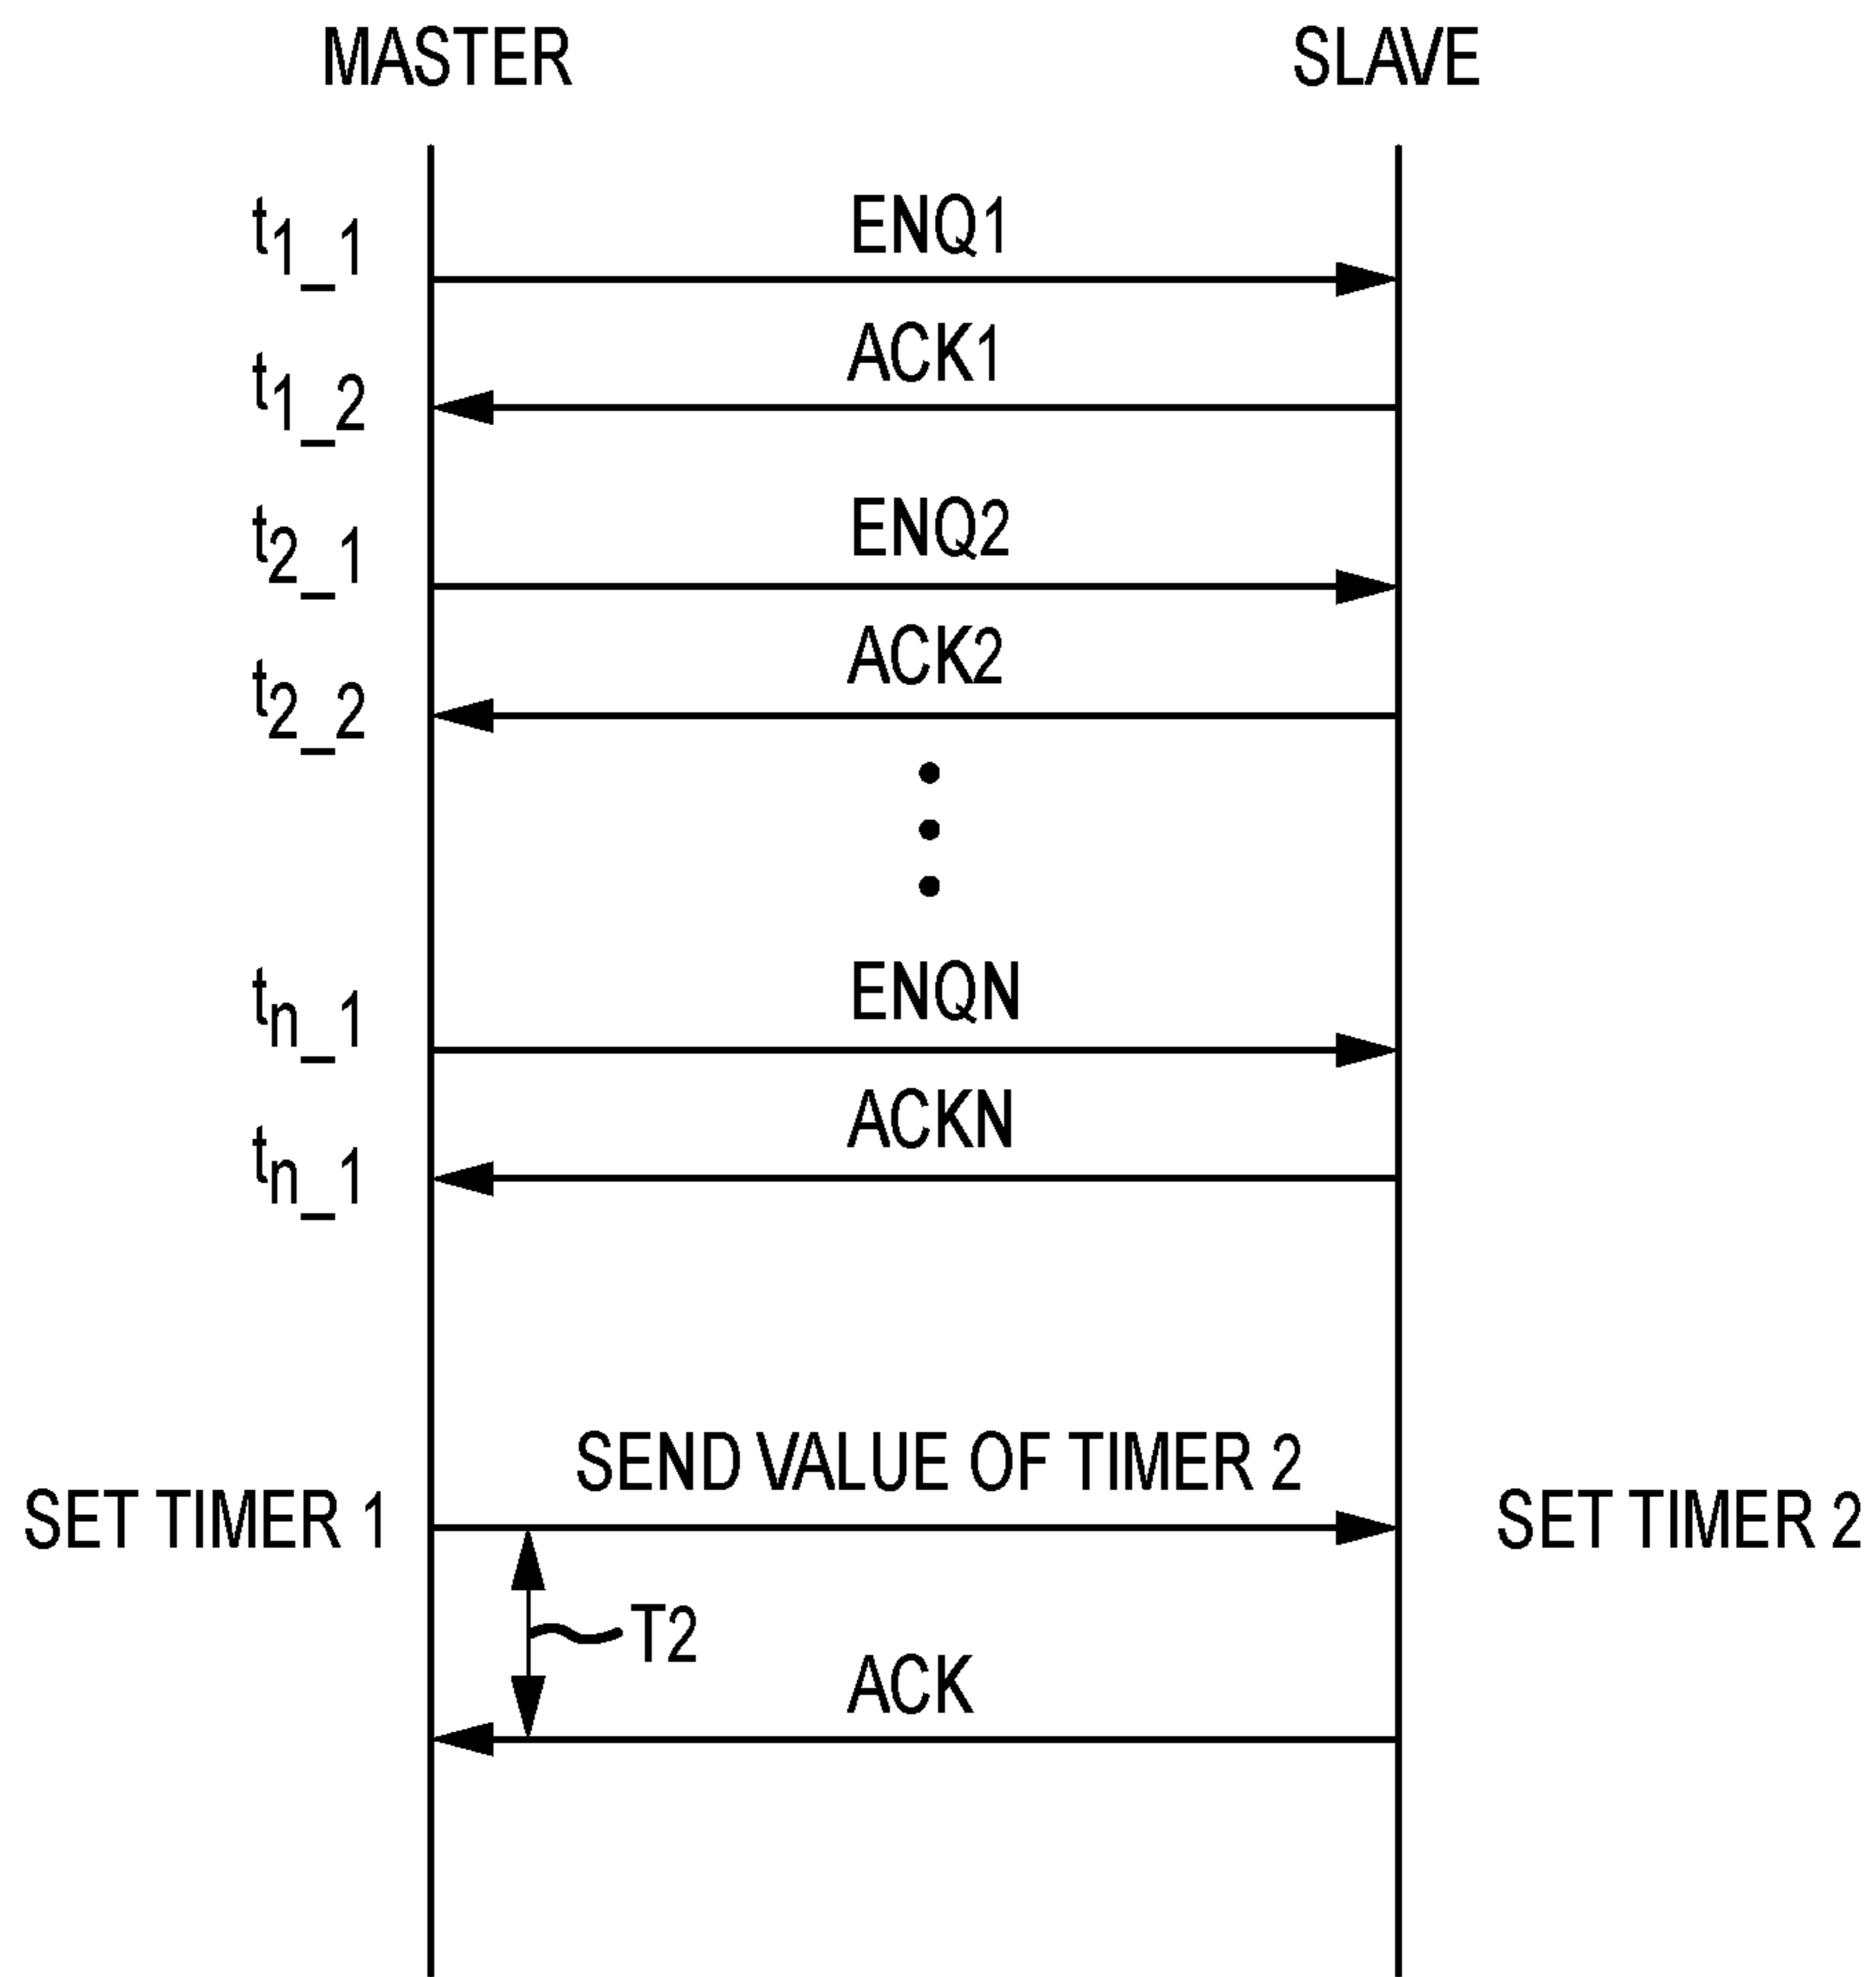 MASTER SLAVE
t1_1 ENQ1
ACK1
t1_2
t2_1 ENQ2
ACK2
t2_2
tn_1 ENQN
ACKN
tn_1
SEND VALUE OF TIMER 2
SET TIMER 1 SET TIMER 2
T2
ACK